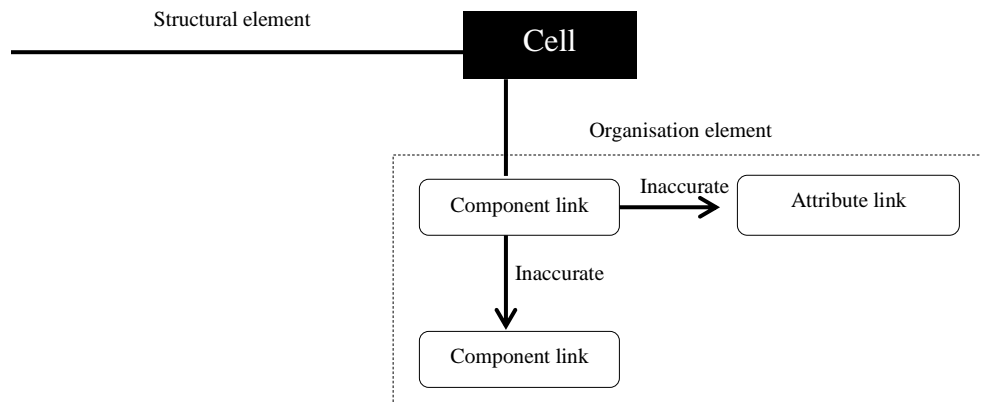 Structural element
Cell
Organisation element
Component link
Inaccurate
Attribute link
Inaccurate
Component link